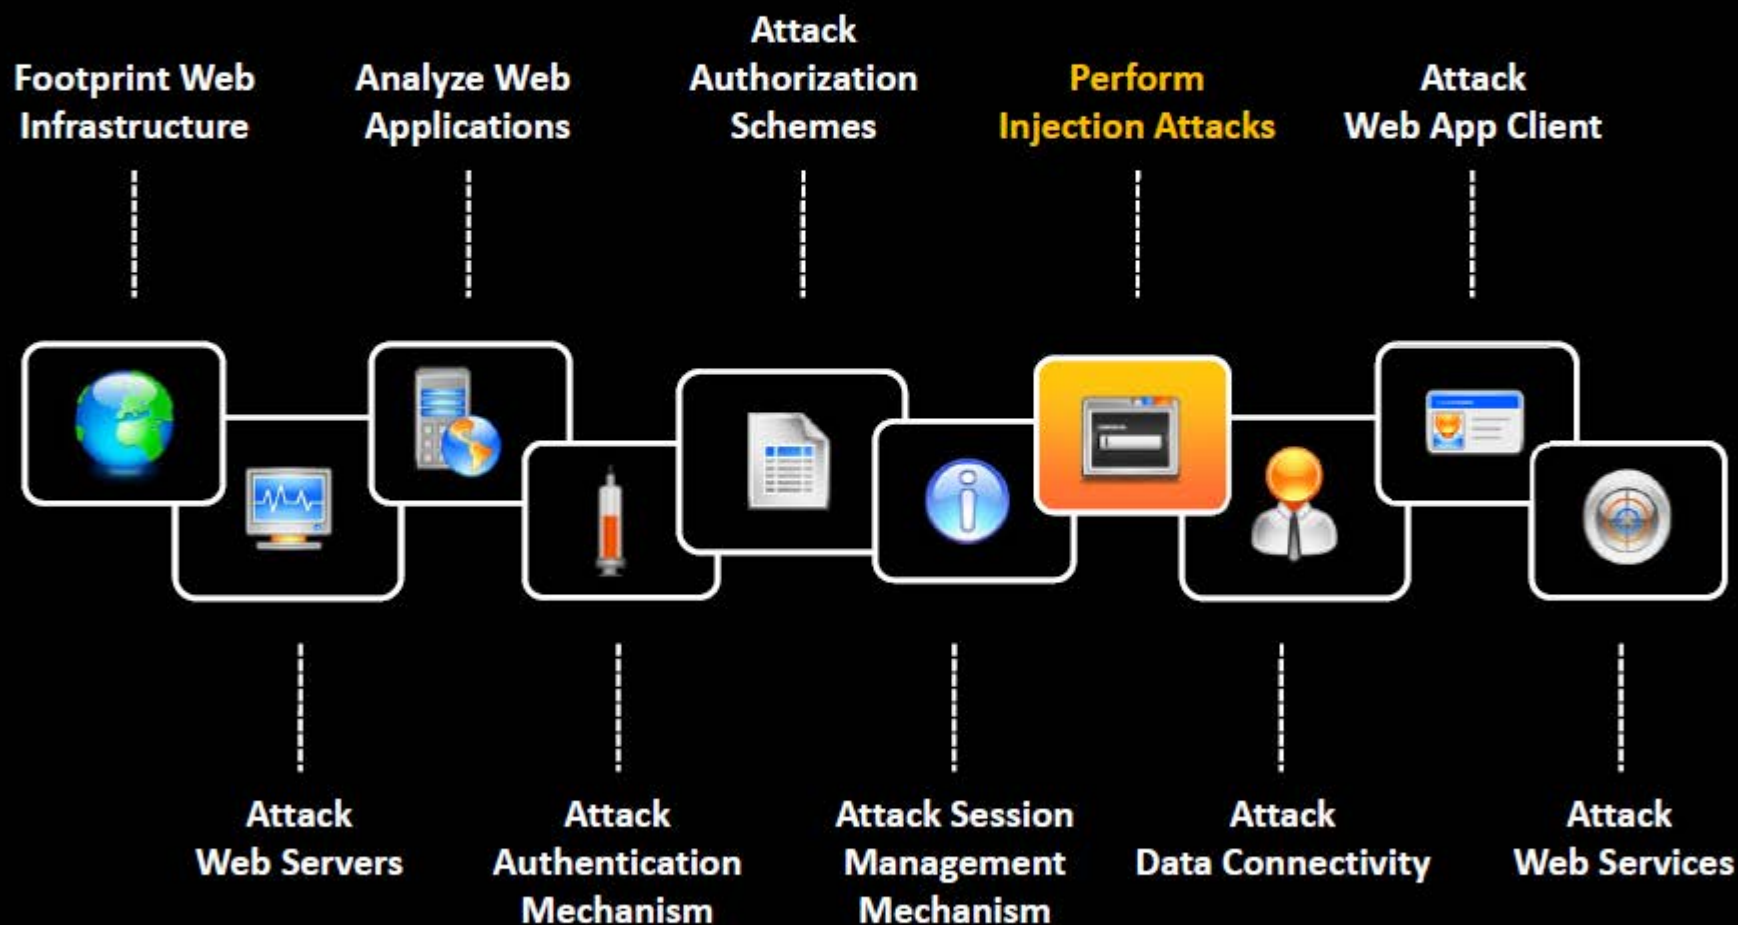 Footprint Web
Infrastructure
Analyze Web
Applications
Attack
Authorization
Schemes
Perform
Injection Attacks
Attack
Web App Client
Attack
Web Servers
Attack
Authentication
Mechanism
Attack Session
Management
Mechanism
Attack
Data Connectivity
Attack
Web Services